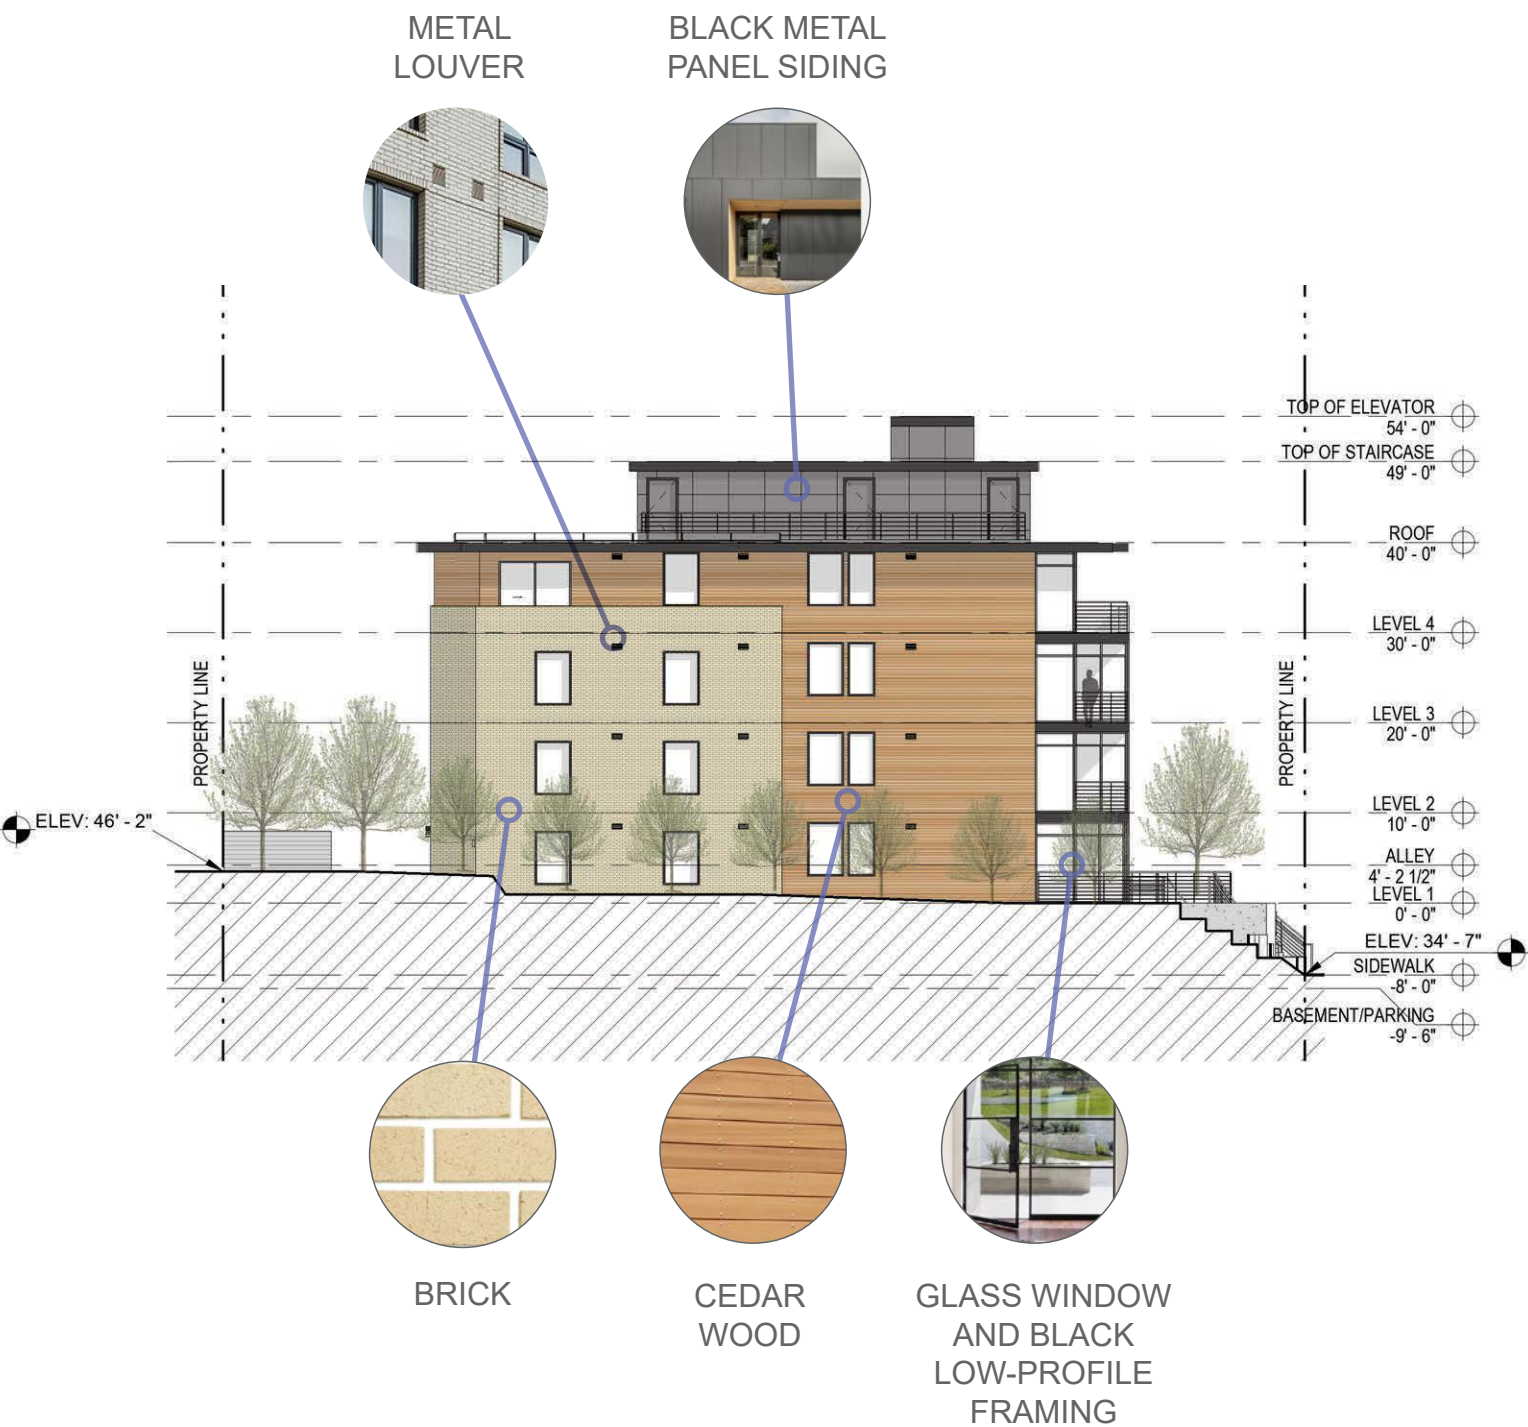 METAL
LOUVER
BLACK METAL
PANEL SIDING
TOP OF ELEVATOR
54' - 0"
TOP OF STAIRCASE
49' - 0"
ROOF
40' - 0"
LEVEL 4
30' - 0"
PROPERTY LINE
PROPERTY LINE
LEVEL 3
20' - 0"
LEVEL 2
10' - 0"
ELEV: 46' - 2"
ALLEY
4' - 2 1/2"
LEVEL 1
0' - 0"
ELEV: 34' - 7"
SIDEWALK
-8' - 0"
BASEMENT/PARKING
-9' - 6"
BRICK
CEDAR
WOOD
GLASS WINDOW
AND BLACK
LOW-PROFILE
FRAMING